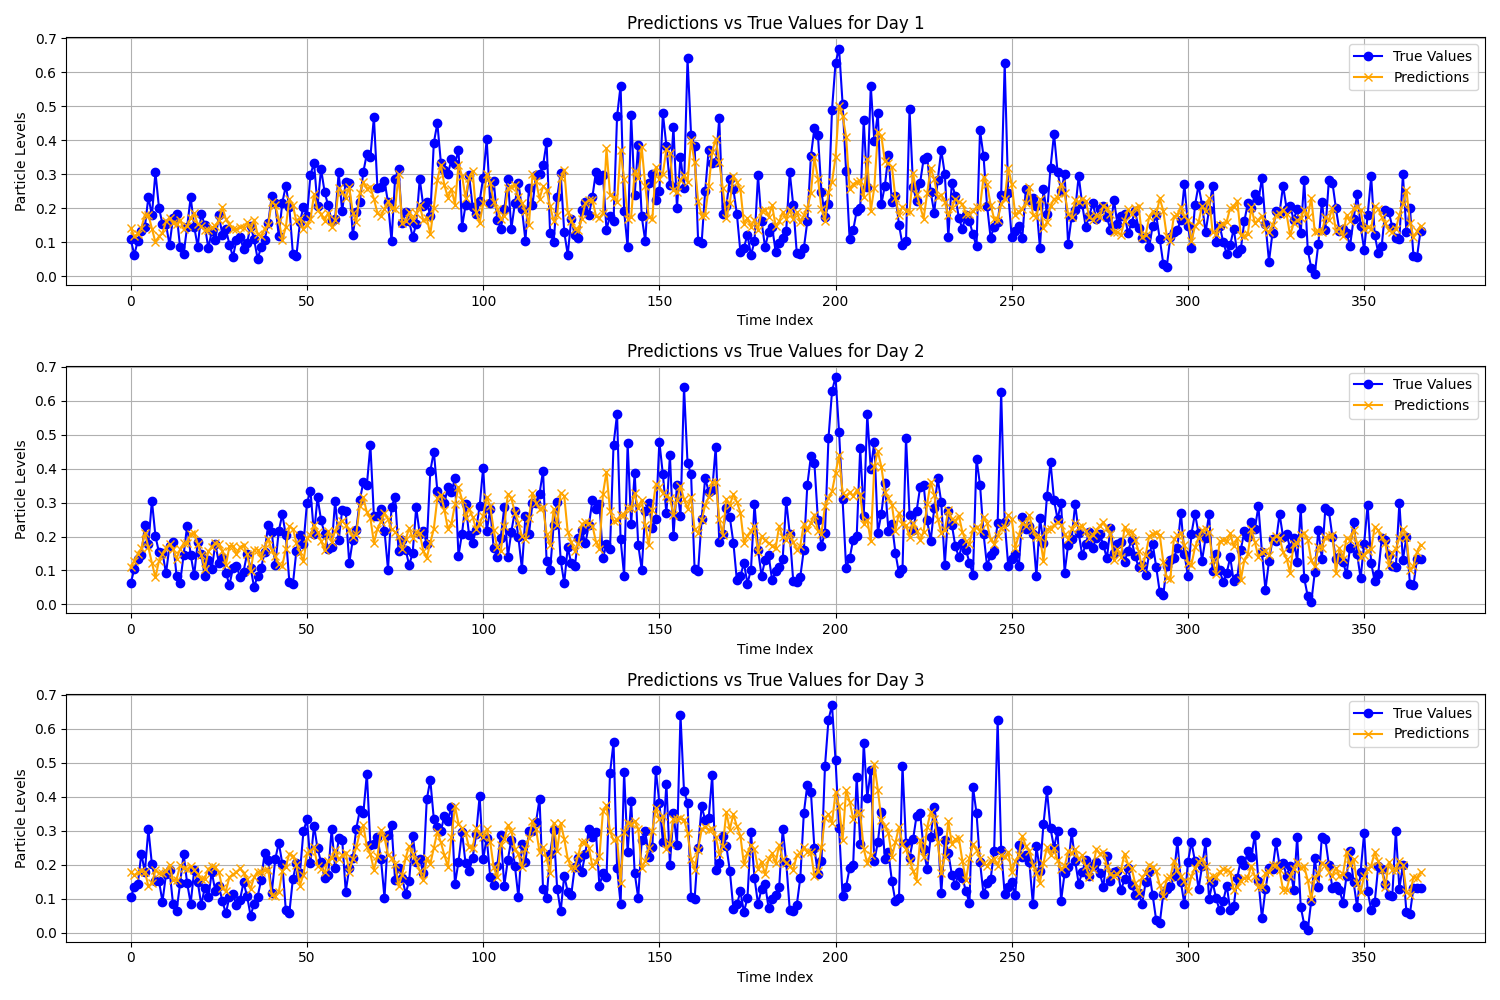 Predictions vs True Values for Day 1
0.7
0.6
0.5
0.4
0.3
0.2
0.1
0.0
Particle Levels
True Values
Predictions
0 50 100 150 200 250 300 350
Time Index
Predictions vs True Values for Day 2
0.7
0.6
0.5
0.4
0.3
0.2
0.1
0.0
Particle Levels
True Values
Predictions
0 50 100 150 200 250 300 350
Time Index
Predictions vs True Values for Day 3
0.7
0.6
0.5
0.4
0.3
0.2
0.1
0.0
Particle Levels
True Values
Predictions
0 50 100 150 200 250 300 350
Time Index